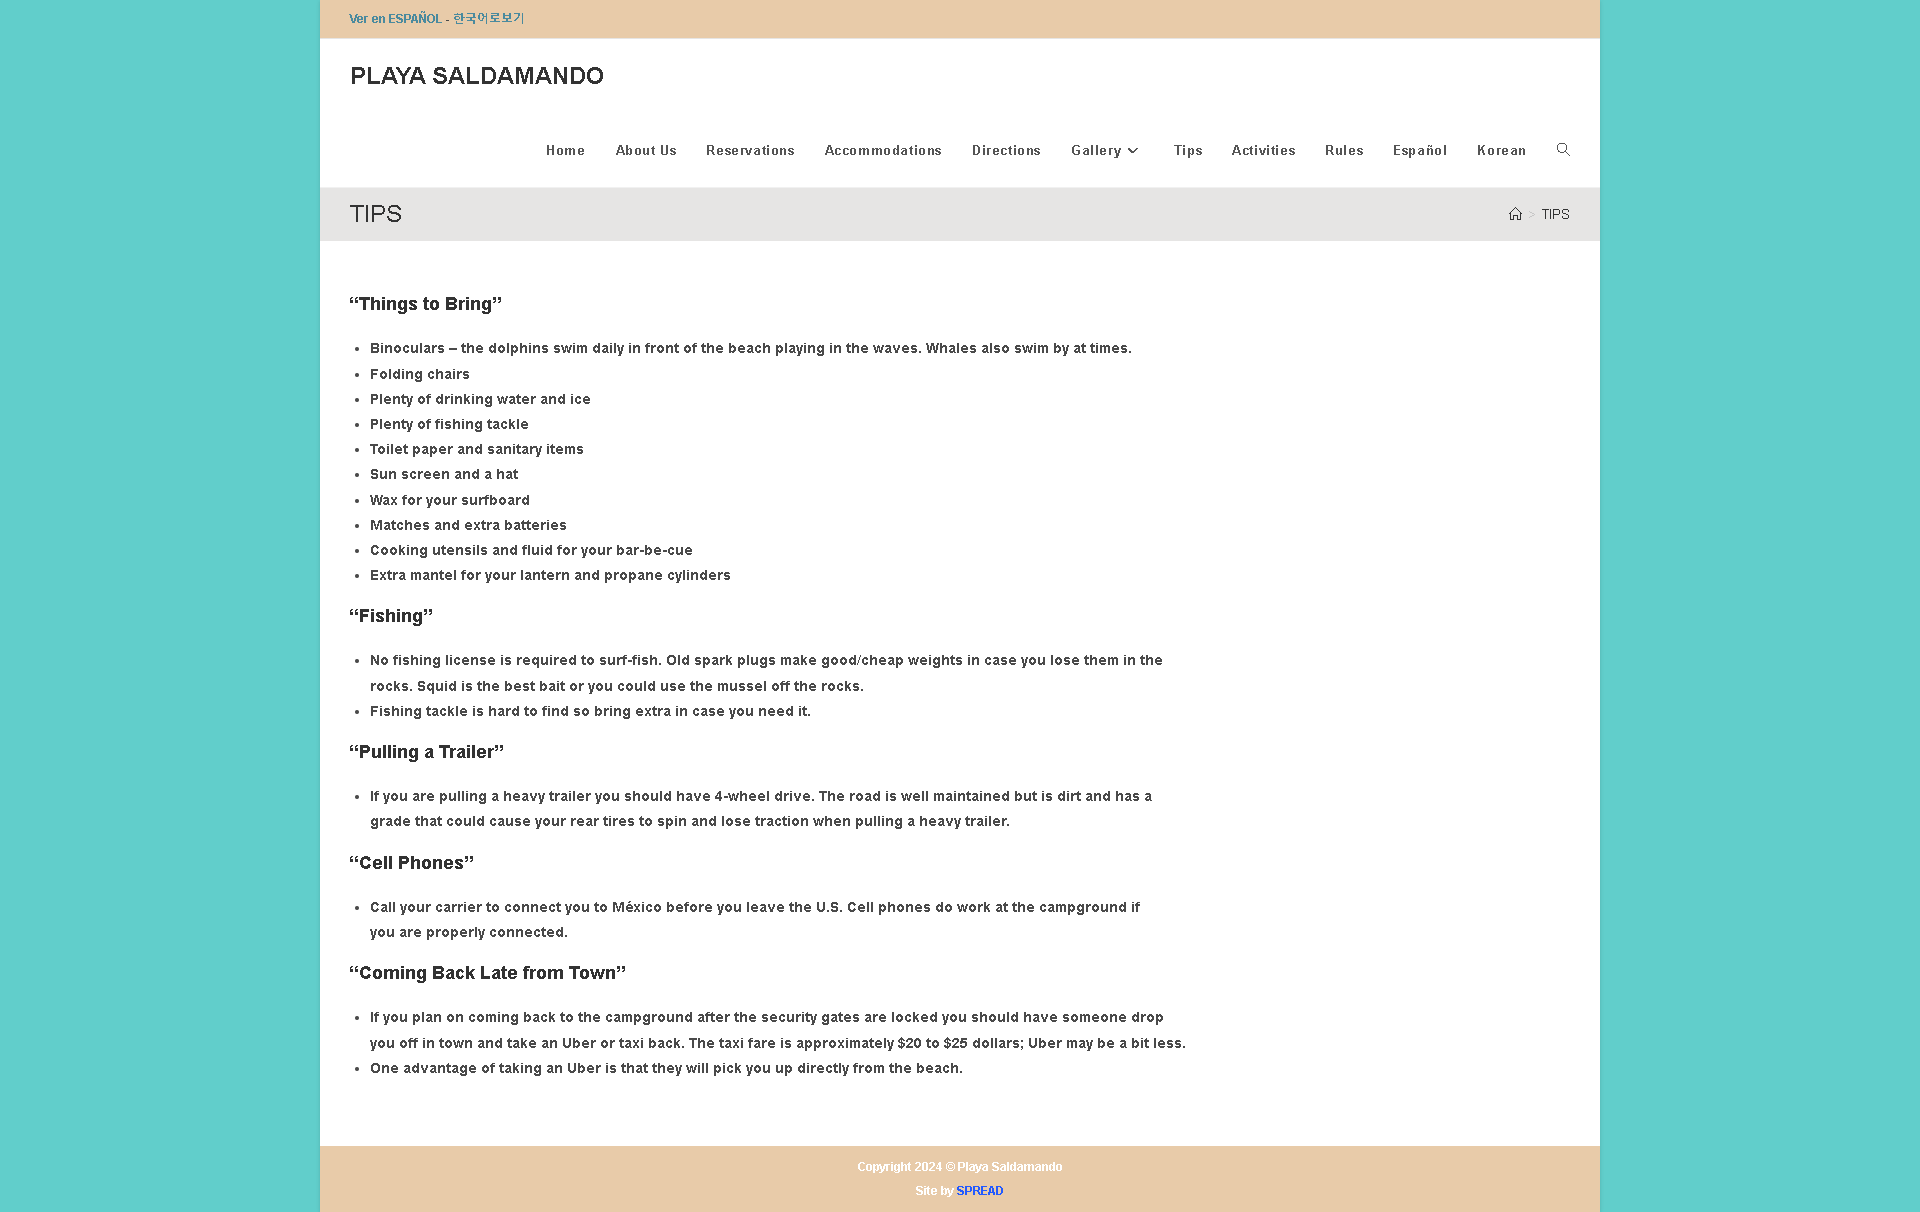 Ver en ESPAÑOL - 한국어로보기
PLAYA SALDAMANDO
Home About Us Reservations Accommodations Directions Gallery Tips Activities Rules Español Korean
TIPS
> TIPS
“Things to Bring”
• Binoculars – the dolphins swim daily in front of the beach playing in the waves. Whales also swim by at times.
• Folding chairs
• Plenty of drinking water and ice
• Plenty of fishing tackle
• Toilet paper and sanitary items
• Sun screen and a hat
• Wax for your surfboard
• Matches and extra batteries
• Cooking utensils and fluid for your bar-be-cue
• Extra mantel for your lantern and propane cylinders
“Fishing”
• No fishing license is required to surf-fish. Old spark plugs make good/cheap weights in case you lose them in the
rocks. Squid is the best bait or you could use the mussel off the rocks.
• Fishing tackle is hard to find so bring extra in case you need it.
“Pulling a Trailer”
• If you are pulling a heavy trailer you should have 4-wheel drive. The road is well maintained but is dirt and has a
grade that could cause your rear tires to spin and lose traction when pulling a heavy trailer.
“Cell Phones”
• Call your carrier to connect you to México before you leave the U.S. Cell phones do work at the campground if
you are properly connected.
“Coming Back Late from Town”
• If you plan on coming back to the campground after the security gates are locked you should have someone drop
you off in town and take an Uber or taxi back. The taxi fare is approximately $20 to $25 dollars; Uber may be a bit less.
• One advantage of taking an Uber is that they will pick you up directly from the beach.
Copyright 2024 © Playa Saldamando
Site by SPREAD